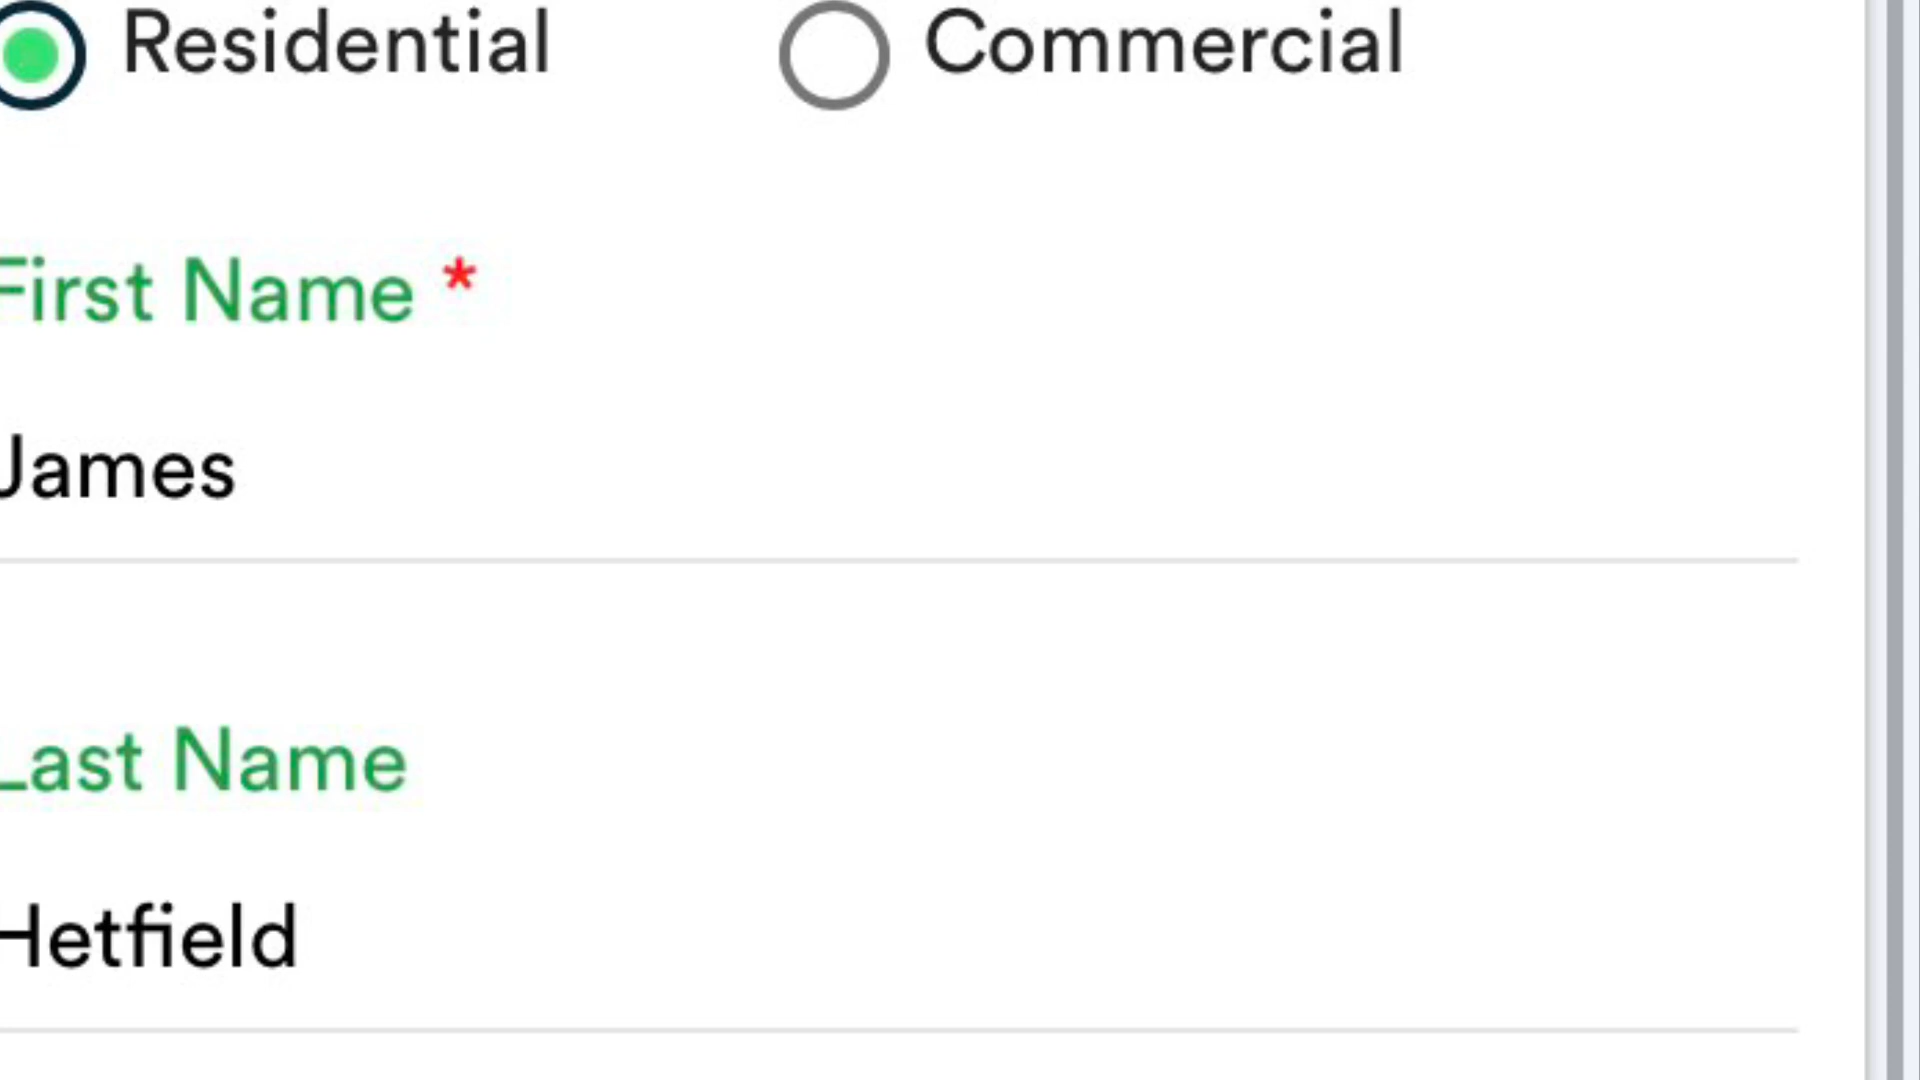 Residential Commercial
First Name *
James
Last Name
Hetfield